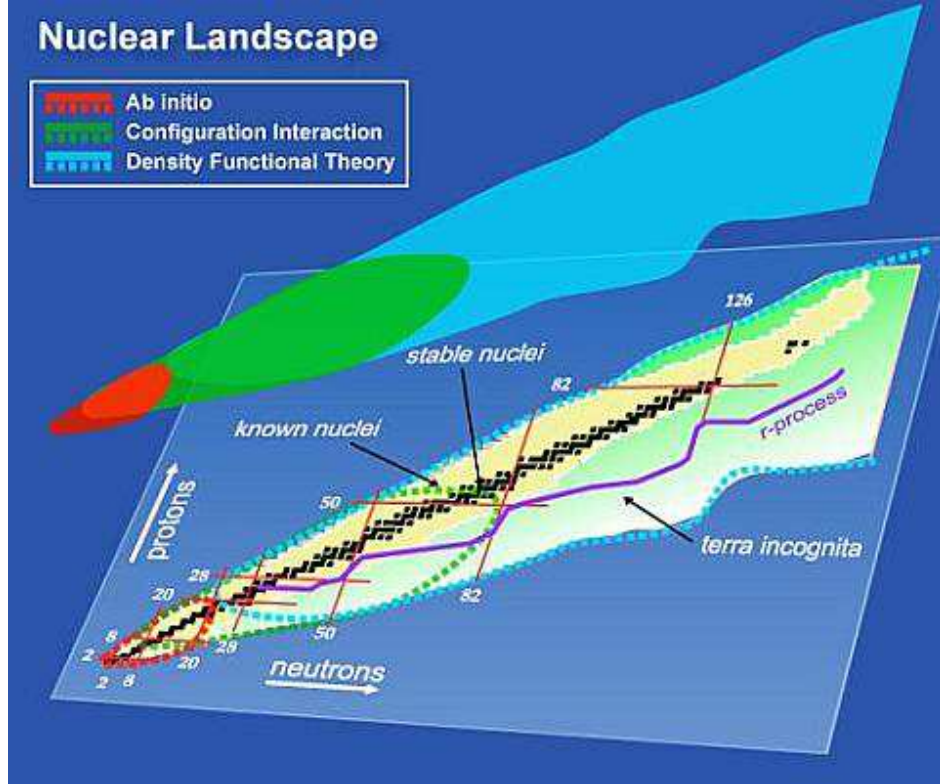 Nuclear Landscape
Ab initio
Configuration Interaction
Density Functional Theory
126
stable nuclei
82
known nuclei
r-process
50
protons
terra incognita
28
20
82
8
50
2
28
20
2
8
neutrons